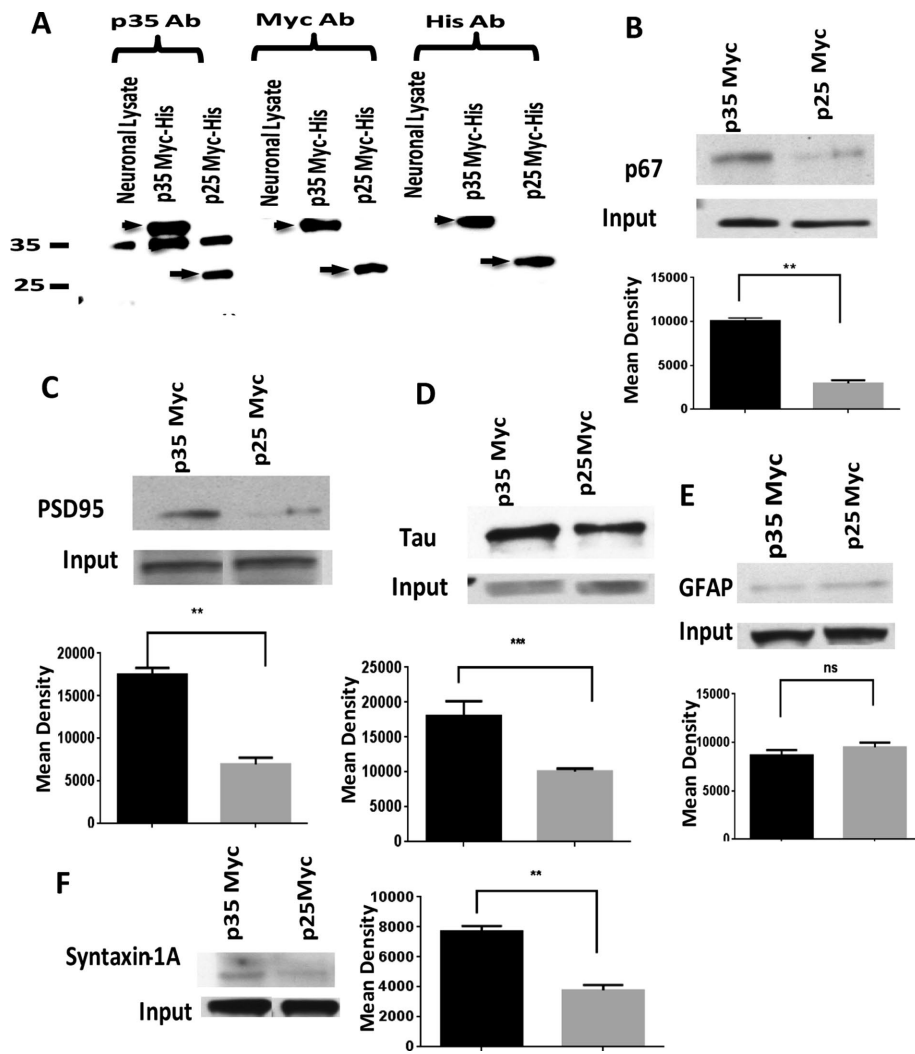 A
p35 Ab
Myc Ab
His Ab
Neuronal Lysate
p35 Myc-His
p25 Myc-His
Neuronal Lysate
p35 Myc-His
p25 Myc-His
Neuronal Lysate
p35 Myc-His
p25 Myc-His
35
25
B
p35 Myc
p25 Myc
p67
Input
**
Mean Density
15000
10000
5000
0
C
p35 Myc
p25 Myc
PSD95
Input
**
Mean Density
20000
15000
10000
5000
0
D
p35 Myc
p25Myc
Tau
Input
***
Mean Density
25000
20000
15000
10000
5000
0
E
p35 Myc
p25 Myc
GFAP
Input
ns
Mean Density
15000
10000
5000
0
F
p35 Myc
p25Myc
Syntaxin-1A
Input
**
Mean Density
10000
8000
6000
4000
2000
0